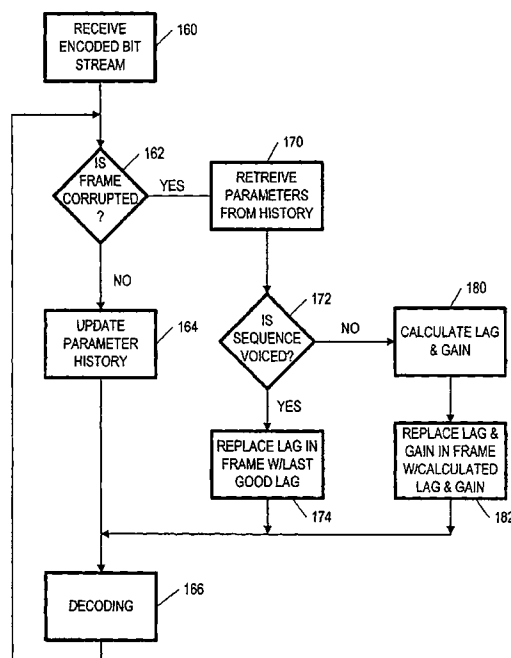 RECEIVE
ENCODED BIT
STREAM
160
IS
FRAME
CORRUPTED
?
162
YES
NO
170
RETREIVE
PARAMETERS
FROM HISTORY
UPDATE
PARAMETER
HISTORY
164
172
IS
SEQUENCE
VOICED?
NO
YES
180
CALCULATE LAG
& GAIN
REPLACE LAG IN
FRAME W/LAST
GOOD LAG
174
REPLACE LAG &
GAIN IN FRAME
W/CALCULATED
LAG & GAIN
182
DECODING
166